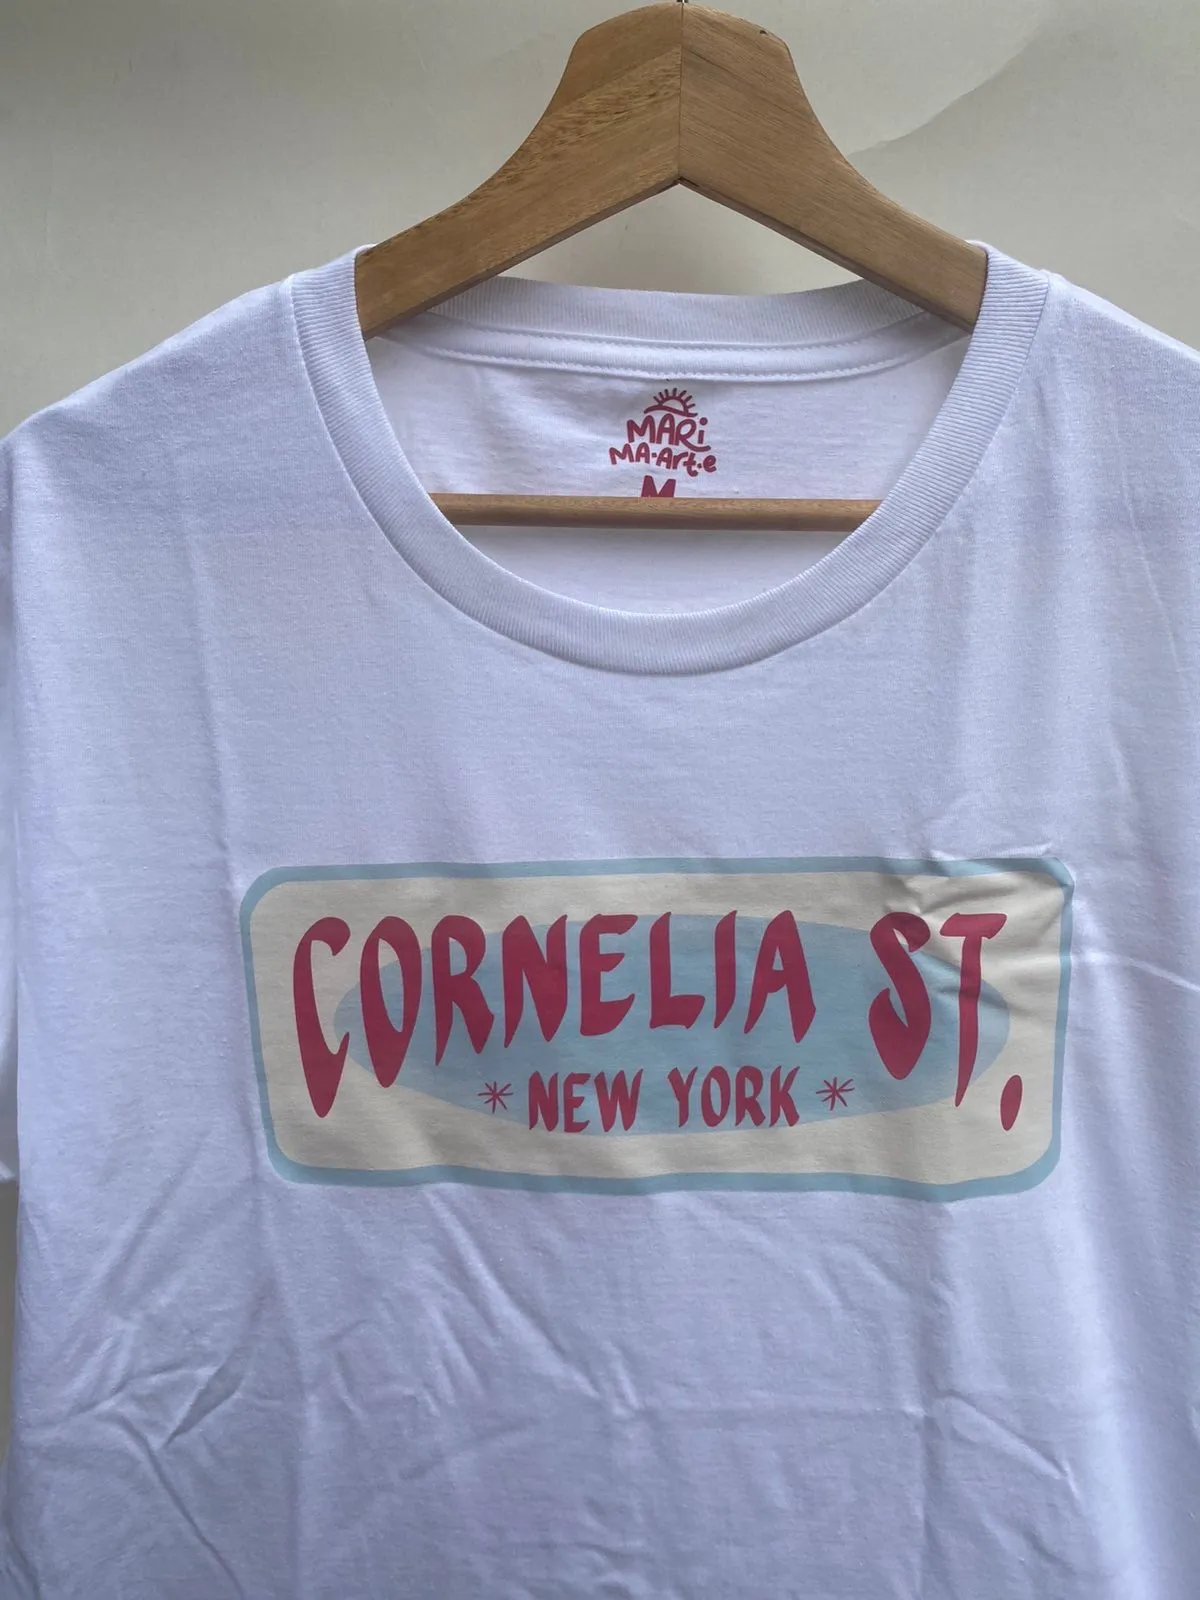 MARi
MA·Art·e
M
CORNELIA ST.
* NEW YORK *